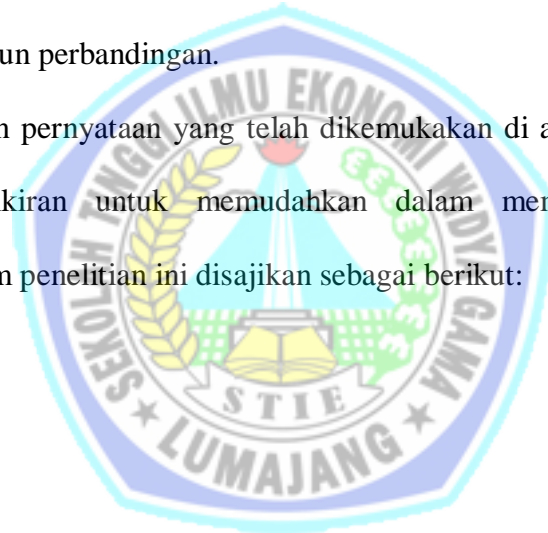 un perbandingan.
n pernyataan yang telah dikemukakan di a
kiran untuk memudahkan dalam mer
m penelitian ini disajikan sebagai berikut:
SEKOLAH TINGGI ILMU EKONOMI WIDYA GAMA
STIE
LUMAJANG